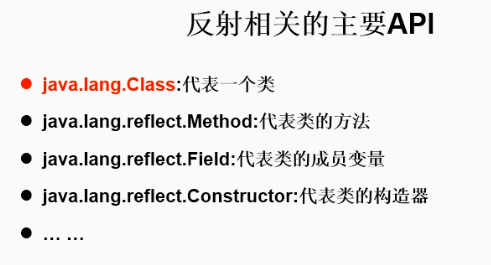 反射相关的主要API
● java.lang.Class:代表一个类
● java.lang.reflect.Method:代表类的方法
● java.lang.reflect.Field:代表类的成员变量
● java.lang.reflect.Constructor:代表类的构造器
● … …